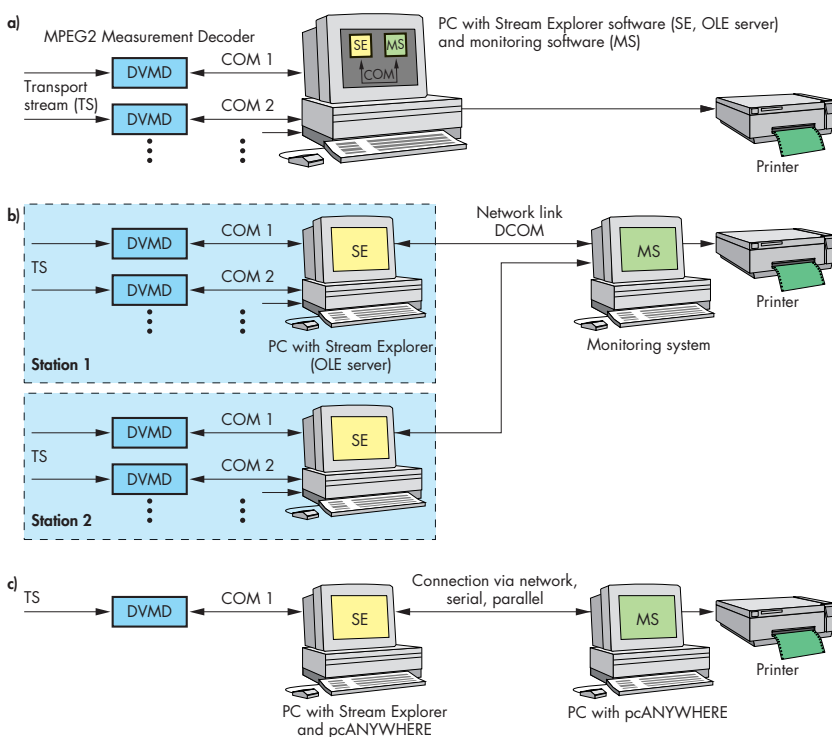 a)
MPEG2 Measurement Decoder
PC with Stream Explorer software (SE, OLE server)
and monitoring software (MS)
SE
MS
COM
DVMD
COM 1
Transport
stream (TS)
DVMD
COM 2
Printer
b)
Network link
DCOM
DVMD
COM 1
SE
MS
TS
DVMD
COM 2
Printer
PC with Stream Explorer
(OLE server)
Monitoring system
Station 1
DVMD
COM 1
SE
TS
DVMD
COM 2
Station 2
c)
TS
DVMD
COM 1
SE
Connection via network,
serial, parallel
MS
Printer
PC with Stream Explorer
and pcANYWHERE
PC with pcANYWHERE